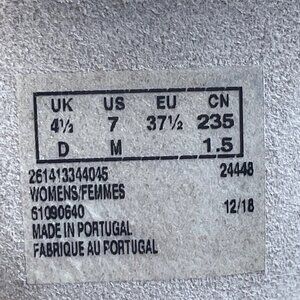 UK US EU CN
4½ 7 37½ 235
D M 1.5
261413344045 24448
WOMENS/FEMMES
61090640 12/18
MADE IN PORTUGAL
FABRIQUE AU PORTUGAL